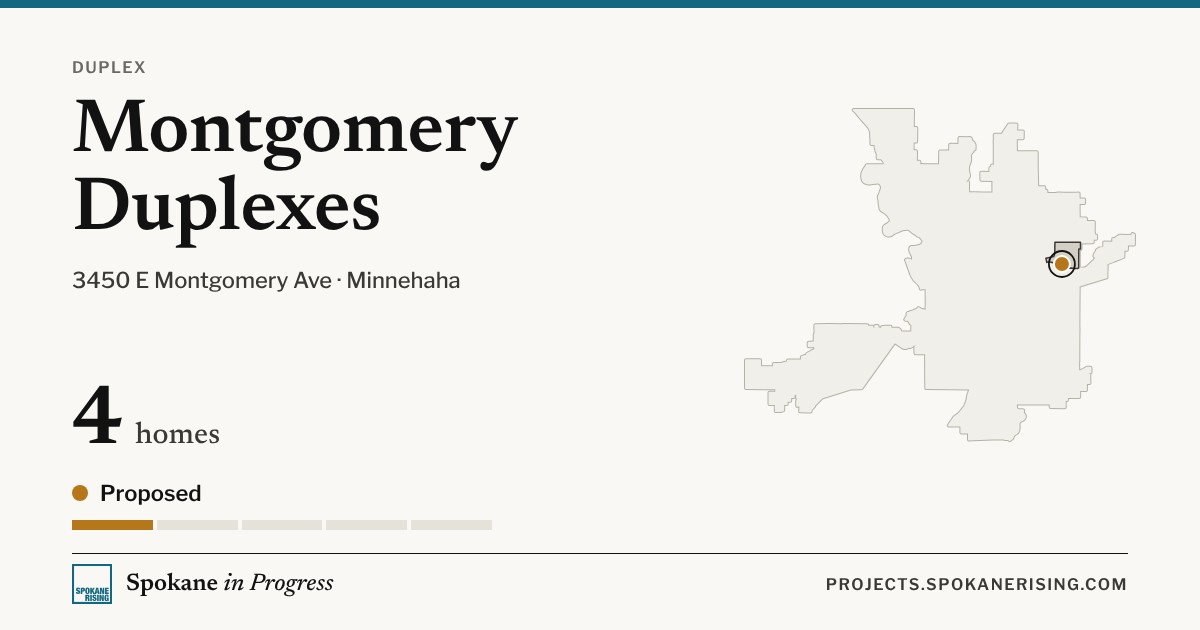 DUPLEX
Montgomery
Duplexes
3450 E Montgomery Ave · Minnehaha
4 homes
Proposed
SPOKANE
RISING
Spokane in Progress
PROJECTS.SPOKANERISING.COM